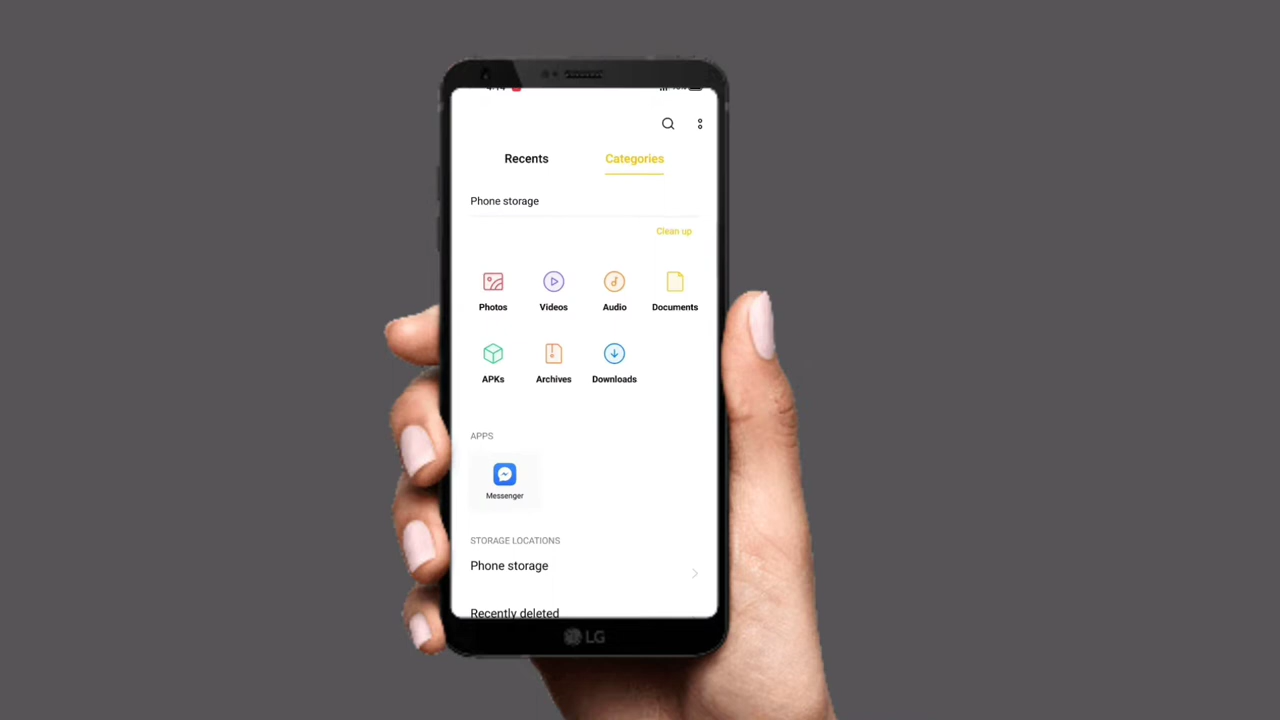 Recents Categories
Phone storage
Clean up
Photos Videos Audio Documents
APKs Archives Downloads
APPS
Messenger
STORAGE LOCATIONS
Phone storage
Recently deleted
LG